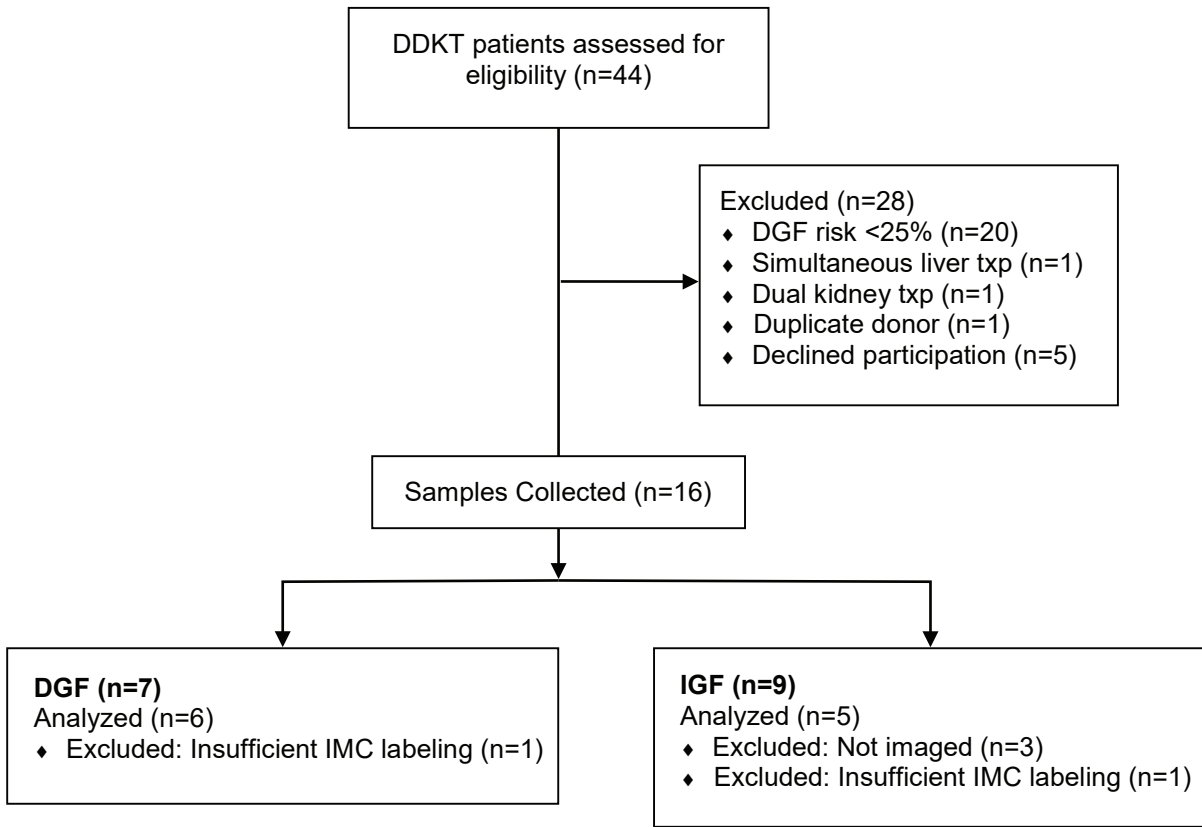 DDKT patients assessed for
eligibility (n=44)
Excluded (n=28)
♦ DGF risk <25% (n=20)
♦ Simultaneous liver txp (n=1)
♦ Dual kidney txp (n=1)
♦ Duplicate donor (n=1)
♦ Declined participation (n=5)
Samples Collected (n=16)
DGF (n=7)
Analyzed (n=6)
♦ Excluded: Insufficient IMC labeling (n=1)
IGF (n=9)
Analyzed (n=5)
♦ Excluded: Not imaged (n=3)
♦ Excluded: Insufficient IMC labeling (n=1)